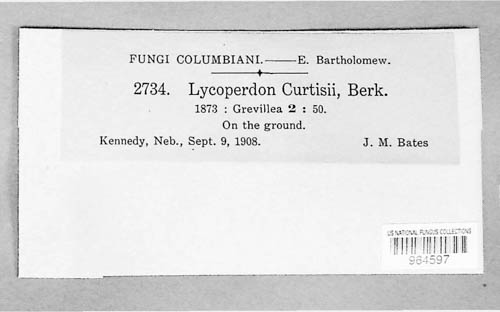 FUNGI COLUMBIANI.——E. Bartholomew.
2734. Lycoperdon Curtisii, Berk.
1873 : Grevillea 2 : 50.
On the ground.
Kennedy, Neb., Sept. 9, 1908. J. M. Bates
US NATIONAL FUNGUS COLLECTIONS
964597